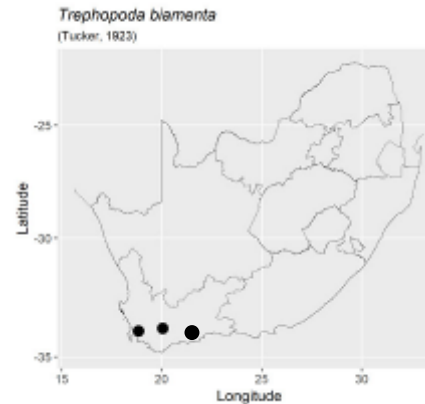 Trephopoda biamenta
(Tucker, 1923)
-25
-30
-35
Latitude
15 20 25 30
Longitude